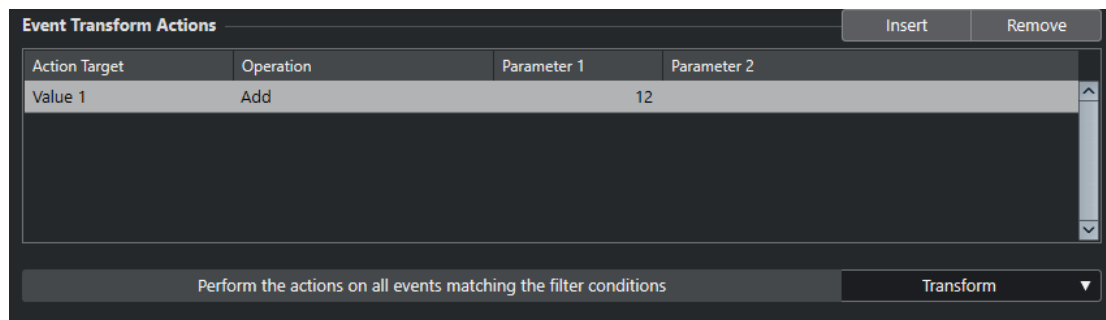 Event Transform Actions Insert Remove
Action Target Operation Parameter 1 Parameter 2
Value 1 Add 12
Perform the actions on all events matching the filter conditions Transform